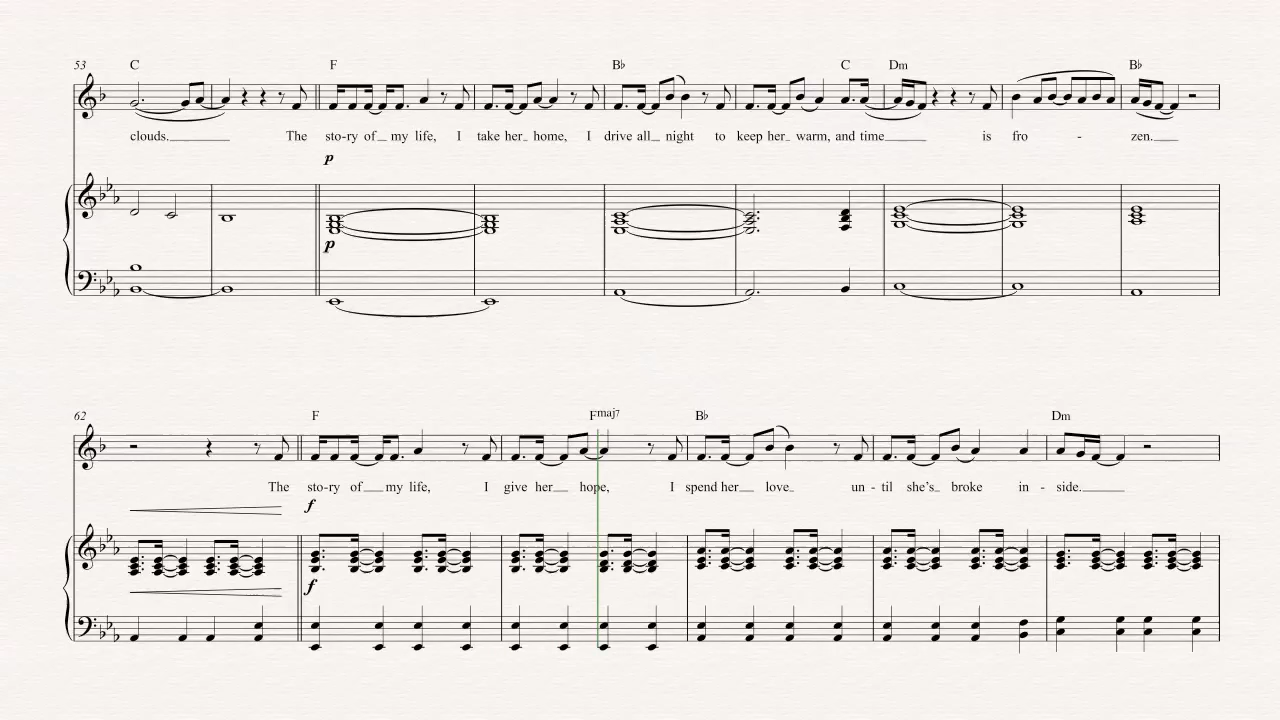 53 C F B♭ C Dm B♭
clouds. The sto-ry of my life, I take her home, I drive all night to keep her warm, and time is fro - zen.
p
p
62 F Fmaj7 B♭ Dm
The sto-ry of my life, I give her hope, I spend her love un - til she's broke in - side.
f
f